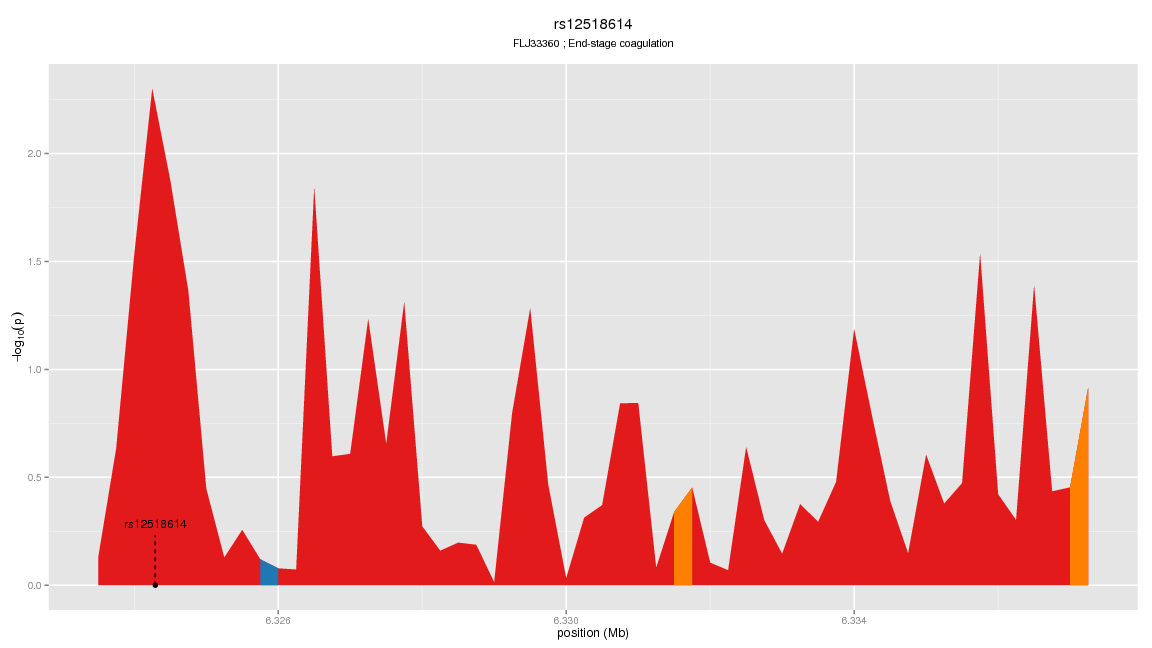 rs12518614
FLJ33360 ; End-stage coagulation
−log10(p)
2.0
1.5
1.0
0.5
0.0
rs12518614
6.326
6.330
6.334
position (Mb)